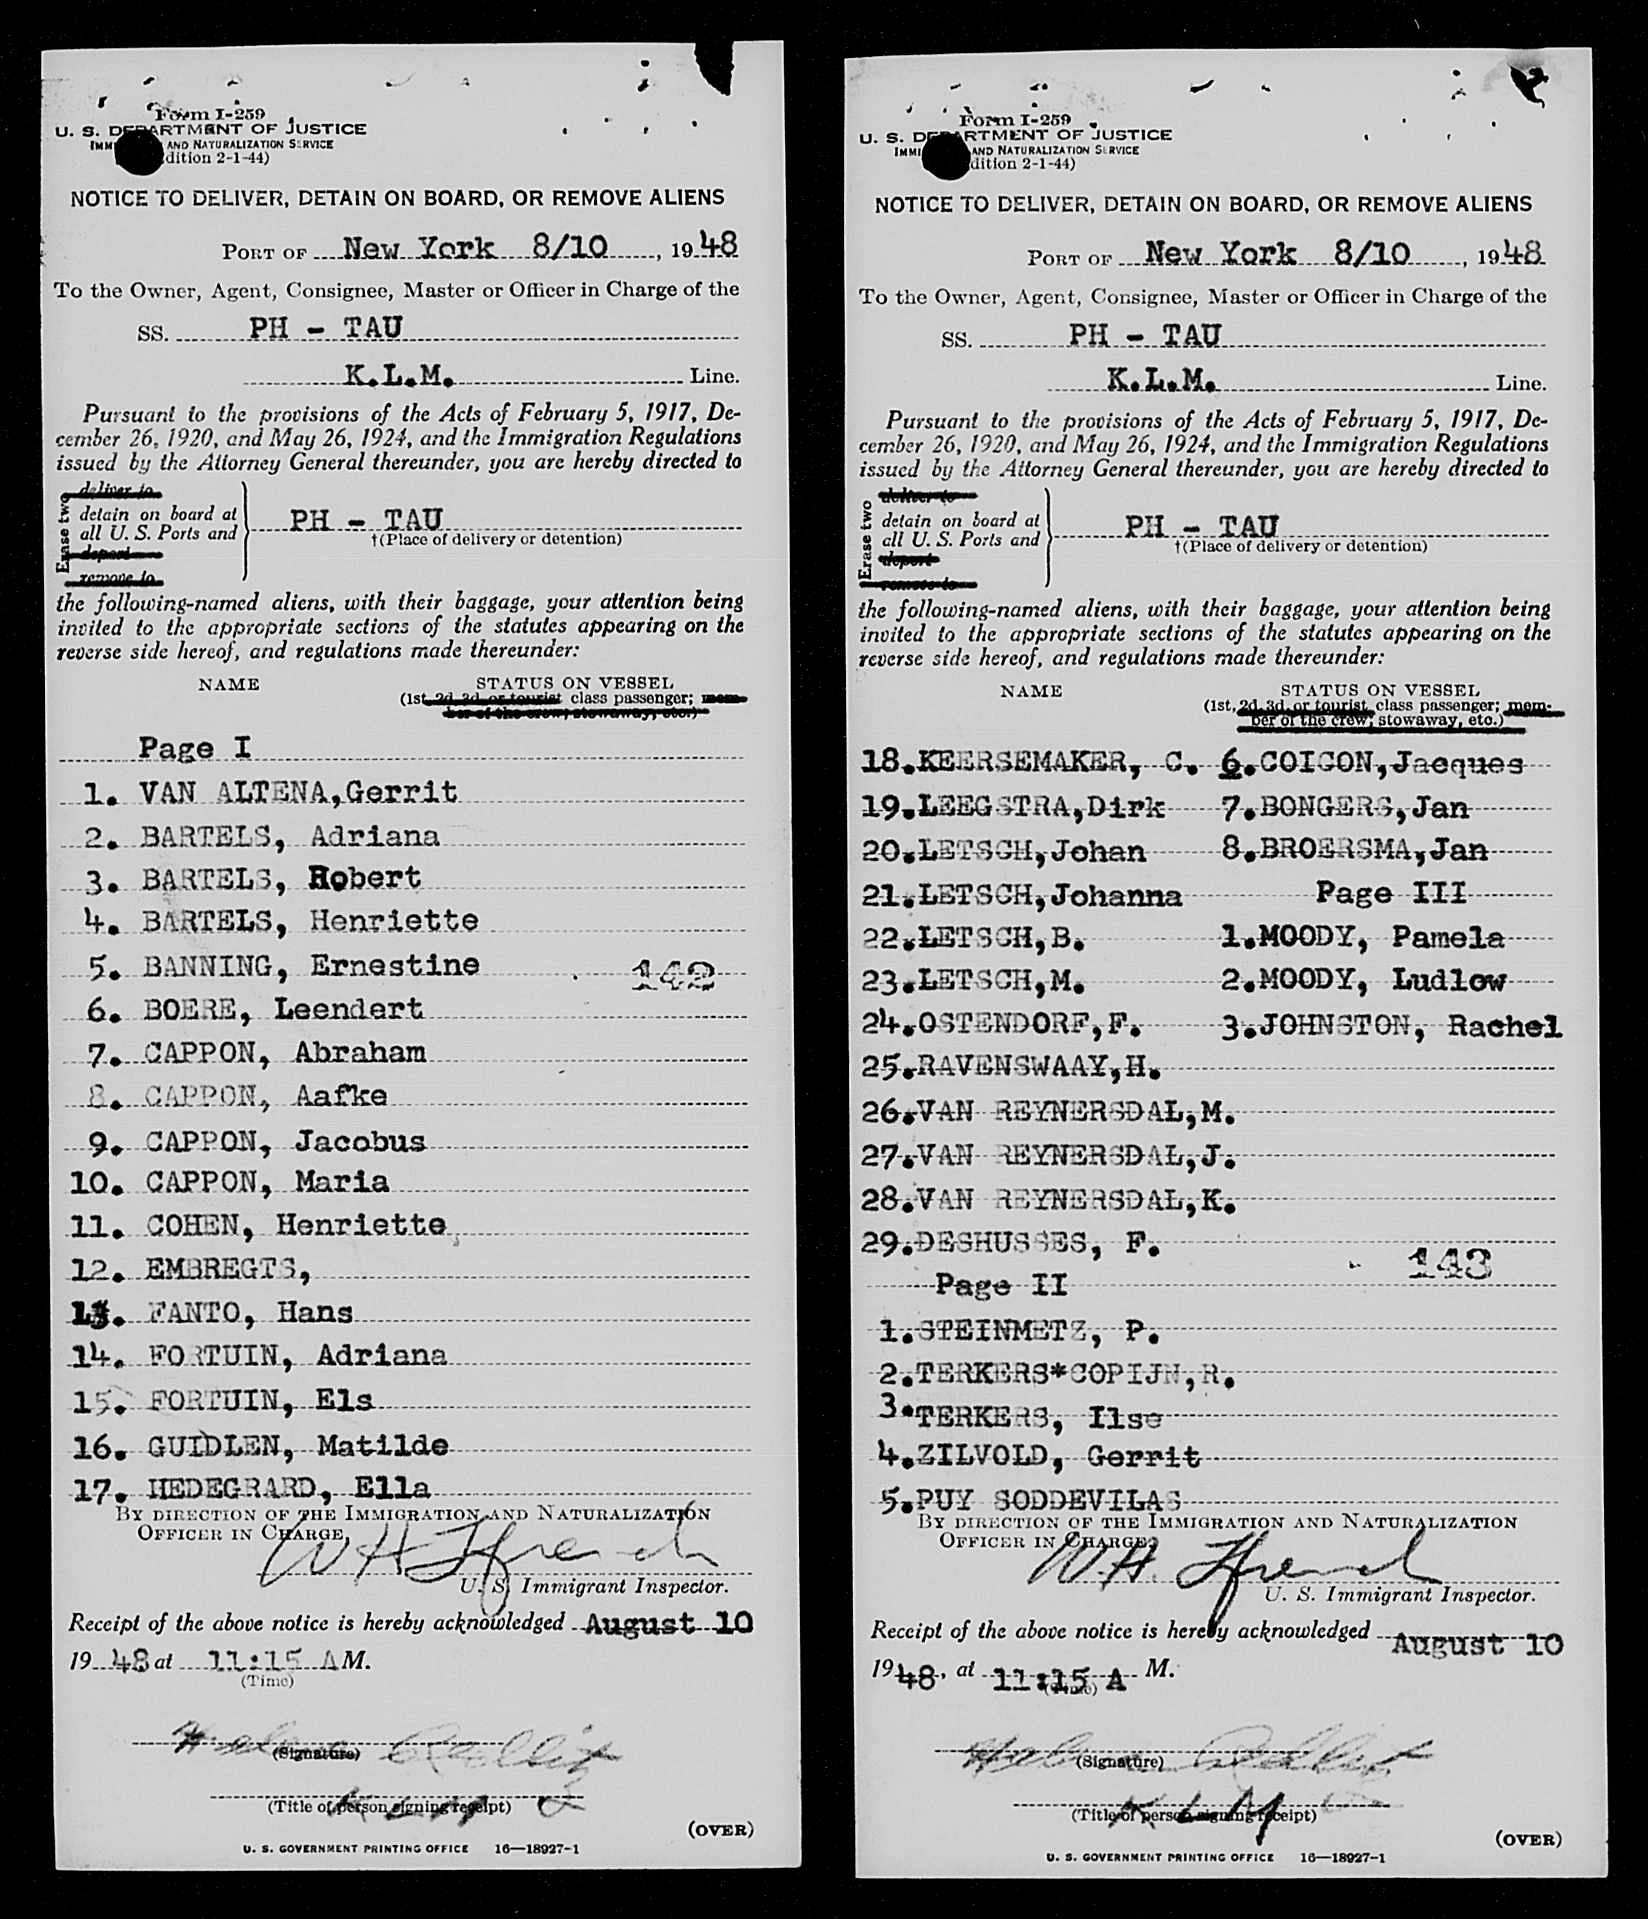 Form I-259
U. S. DEPARTMENT OF JUSTICE
IMMI AND NATURALIZATION SERVICE
dition 2-1-44)
NOTICE TO DELIVER, DETAIN ON BOARD, OR REMOVE ALIENS
PORT OF New York 8/10, 1948
To the Owner, Agent, Consignee, Master or Officer in Charge of the
SS. PH - TAU
K.L.M. Line.
Pursuant to the provisions of the Acts of February 5, 1917, De-
cember 26, 1920, and May 26, 1924, and the Immigration Regulations
issued by the Attorney General thereunder, you are hereby directed to
Erase two
deliver to
detain on board at
all U. S. Ports and
deport
remove to
PH - TAU
†(Place of delivery or detention)
the following-named aliens, with their baggage, your attention being
invited to the appropriate sections of the statutes appearing on the
reverse side hereof, and regulations made thereunder:
NAME STATUS ON VESSEL
(1st, 2d, 3d, or tourist class passenger; mem-
ber of the crew, stowaway, etc.)
Page I
1. VAN ALTENA,Gerrit
2. BARTELS, Adriana
3. BARTELS, Robert
4. BARTELS, Henriette
5. BANNING, Ernestine
142
6. BOERE, Leendert
7. CAPPON, Abraham
8. CAPPON, Aafke
9. CAPPON, Jacobus
10. CAPPON, Maria
11. COHEN, Henriette
12. EMBREGTS,
13. FANTO, Hans
14. FORTUIN, Adriana
15. FORTUIN, Els
16. GUIDLEN, Matilde
17. HEDEGRARD, Ella
BY DIRECTION OF THE IMMIGRATION AND NATURALIZATION
OFFICER IN CHARGE,
W H Ffrench
U. S. Immigrant Inspector.
Receipt of the above notice is hereby acknowledged August 10
1948 at 11:15 AM.
(Time)
(Signature)
K L M
(Title of person signing receipt)
(OVER)
U. S. GOVERNMENT PRINTING OFFICE 16—18927-1
Form I-259
U. S. DEPARTMENT OF JUSTICE
IMMI AND NATURALIZATION SERVICE
dition 2-1-44)
NOTICE TO DELIVER, DETAIN ON BOARD, OR REMOVE ALIENS
PORT OF New York 8/10, 1948
To the Owner, Agent, Consignee, Master or Officer in Charge of the
SS. PH - TAU
K.L.M. Line.
Pursuant to the provisions of the Acts of February 5, 1917, De-
cember 26, 1920, and May 26, 1924, and the Immigration Regulations
issued by the Attorney General thereunder, you are hereby directed to
Erase two
deliver to
detain on board at
all U. S. Ports and
deport
remove to
PH - TAU
†(Place of delivery or detention)
the following-named aliens, with their baggage, your attention being
invited to the appropriate sections of the statutes appearing on the
reverse side hereof, and regulations made thereunder:
NAME STATUS ON VESSEL
(1st, 2d, 3d, or tourist class passenger; mem-
ber of the crew, stowaway, etc.)
18.KEERSEMAKER, C. 6.COIGON,Jacques
19.LEEGSTRA,Dirk 7.BONGERS,Jan
20.LETSCH,Johan 8.BROERSMA,Jan
21.LETSCH,Johanna Page III
22.LETSCH,B. 1.MOODY, Pamela
23.LETSCH,M. 2.MOODY, Ludlow
24.OSTENDORF,F. 3.JOHNSTON, Rachel
25.RAVENSWAAY,H.
26.VAN REYNERSDAL,M.
27.VAN REYNERSDAL,J.
28.VAN REYNERSDAL,K.
29.DESHUSSES, F.
143
Page II
1.STEINMETZ, P.
2.TERKERS*COPIJN,R.
3.TERKERS, Ilse
4.ZILVOLD, Gerrit
5.PUY SODDEVILAS
BY DIRECTION OF THE IMMIGRATION AND NATURALIZATION
OFFICER IN CHARGE,
W.H. Ffrench
U. S. Immigrant Inspector.
Receipt of the above notice is hereby acknowledged August 10
1948, at 11:15 A M.
(Time)
(Signature)
K L M
(Title of person signing receipt)
(OVER)
U. S. GOVERNMENT PRINTING OFFICE 16—18927-1